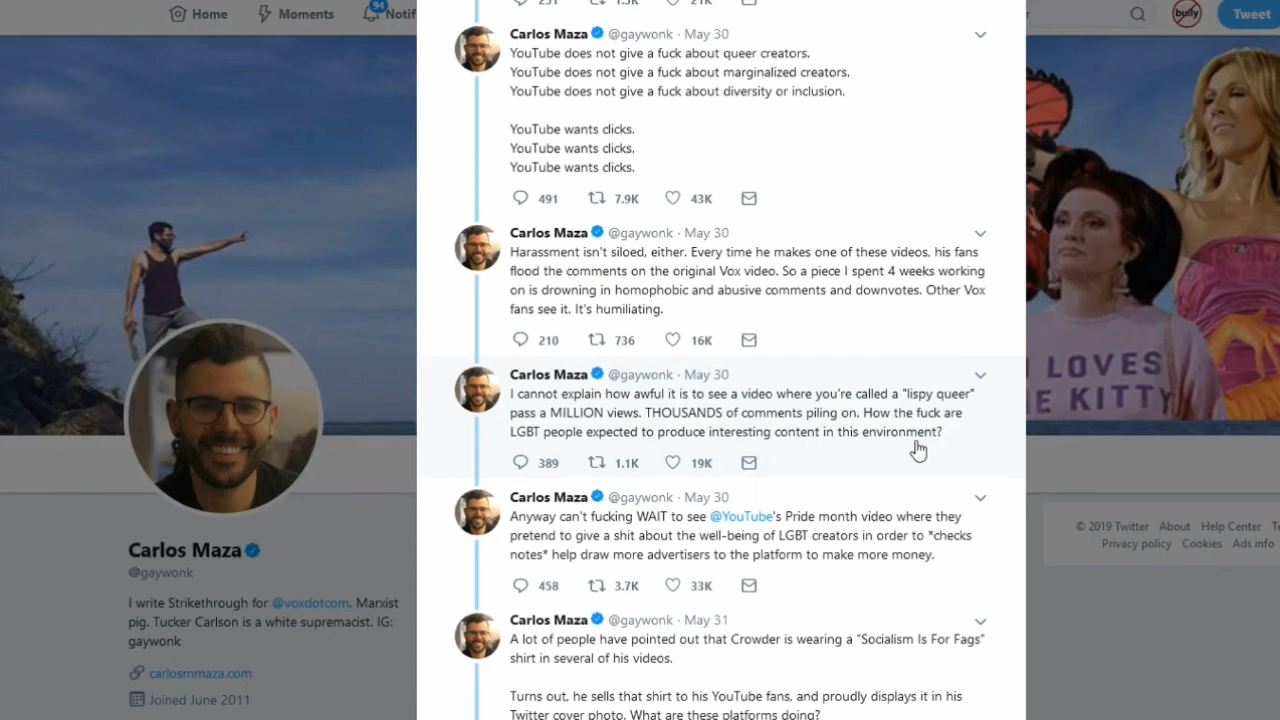 Home
Moments
94
Notif
bully
Tweet
251
1.3K
21K
Carlos Maza @gaywonk · May 30
YouTube does not give a fuck about queer creators.
YouTube does not give a fuck about marginalized creators.
YouTube does not give a fuck about diversity or inclusion.
YouTube wants clicks.
YouTube wants clicks.
YouTube wants clicks.
491
7.9K
43K
Carlos Maza @gaywonk · May 30
Harassment isn't siloed, either. Every time he makes one of these videos, his fans
flood the comments on the original Vox video. So a piece I spent 4 weeks working
on is drowning in homophobic and abusive comments and downvotes. Other Vox
fans see it. It's humiliating.
210
736
16K
Carlos Maza @gaywonk · May 30
I cannot explain how awful it is to see a video where you're called a "lispy queer"
pass a MILLION views. THOUSANDS of comments piling on. How the fuck are
LGBT people expected to produce interesting content in this environment?
389
1.1K
19K
Carlos Maza @gaywonk · May 30
Anyway can't fucking WAIT to see @YouTube's Pride month video where they
pretend to give a shit about the well-being of LGBT creators in order to *checks
notes* help draw more advertisers to the platform to make more money.
458
3.7K
33K
Carlos Maza @gaywonk · May 31
A lot of people have pointed out that Crowder is wearing a "Socialism Is For Fags"
shirt in several of his videos.
Turns out, he sells that shirt to his YouTube fans, and proudly displays it in his
Twitter cover photo. What are these platforms doing?
Carlos Maza
@gaywonk
I write Strikethrough for @voxdotcom. Marxist
pig. Tucker Carlson is a white supremacist. IG:
gaywonk
carlosmmaza.com
Joined June 2011
LOVES
E KITTY
© 2019 Twitter About Help Center
Privacy policy Cookies Ads info